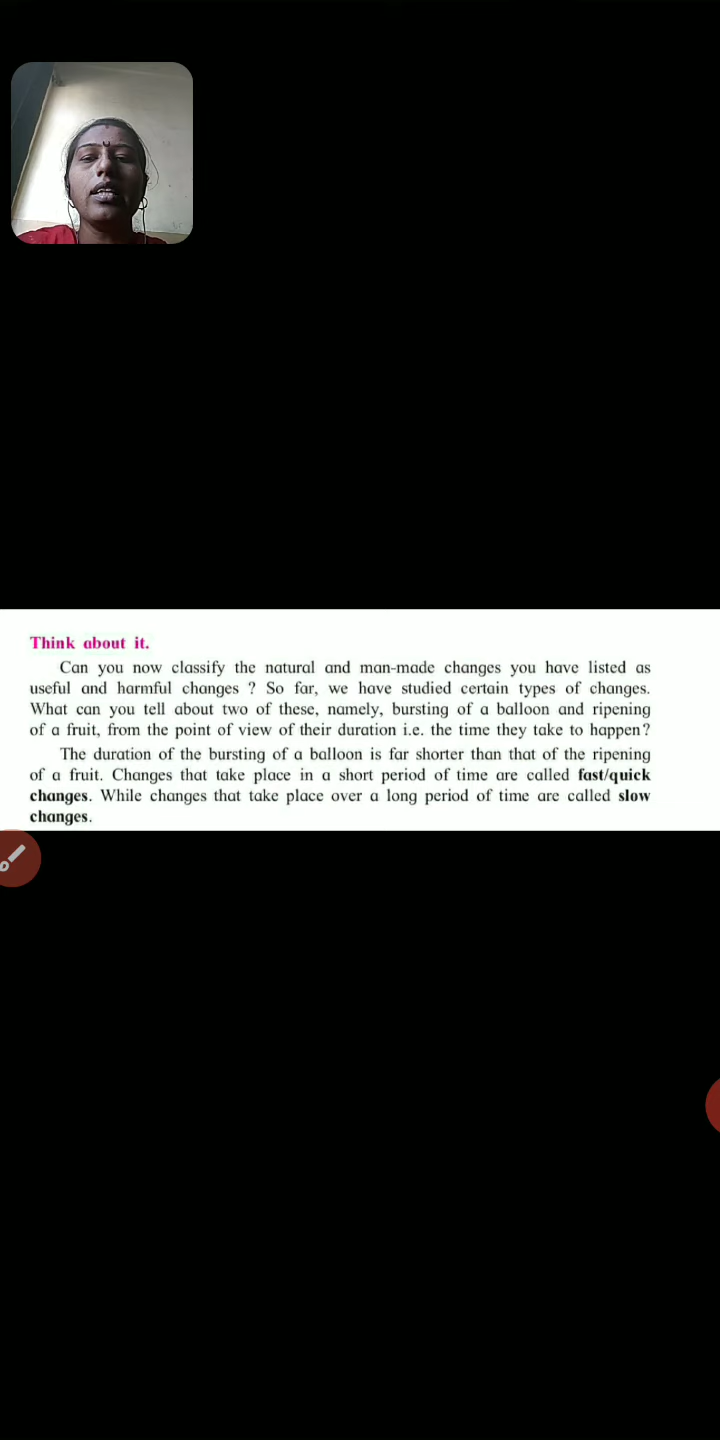 Think about it.
Can you now classify the natural and man-made changes you have listed as
useful and harmful changes ? So far, we have studied certain types of changes.
What can you tell about two of these, namely, bursting of a balloon and ripening
of a fruit, from the point of view of their duration i.e. the time they take to happen?
The duration of the bursting of a balloon is far shorter than that of the ripening
of a fruit. Changes that take place in a short period of time are called fast/quick
changes. While changes that take place over a long period of time are called slow
changes.